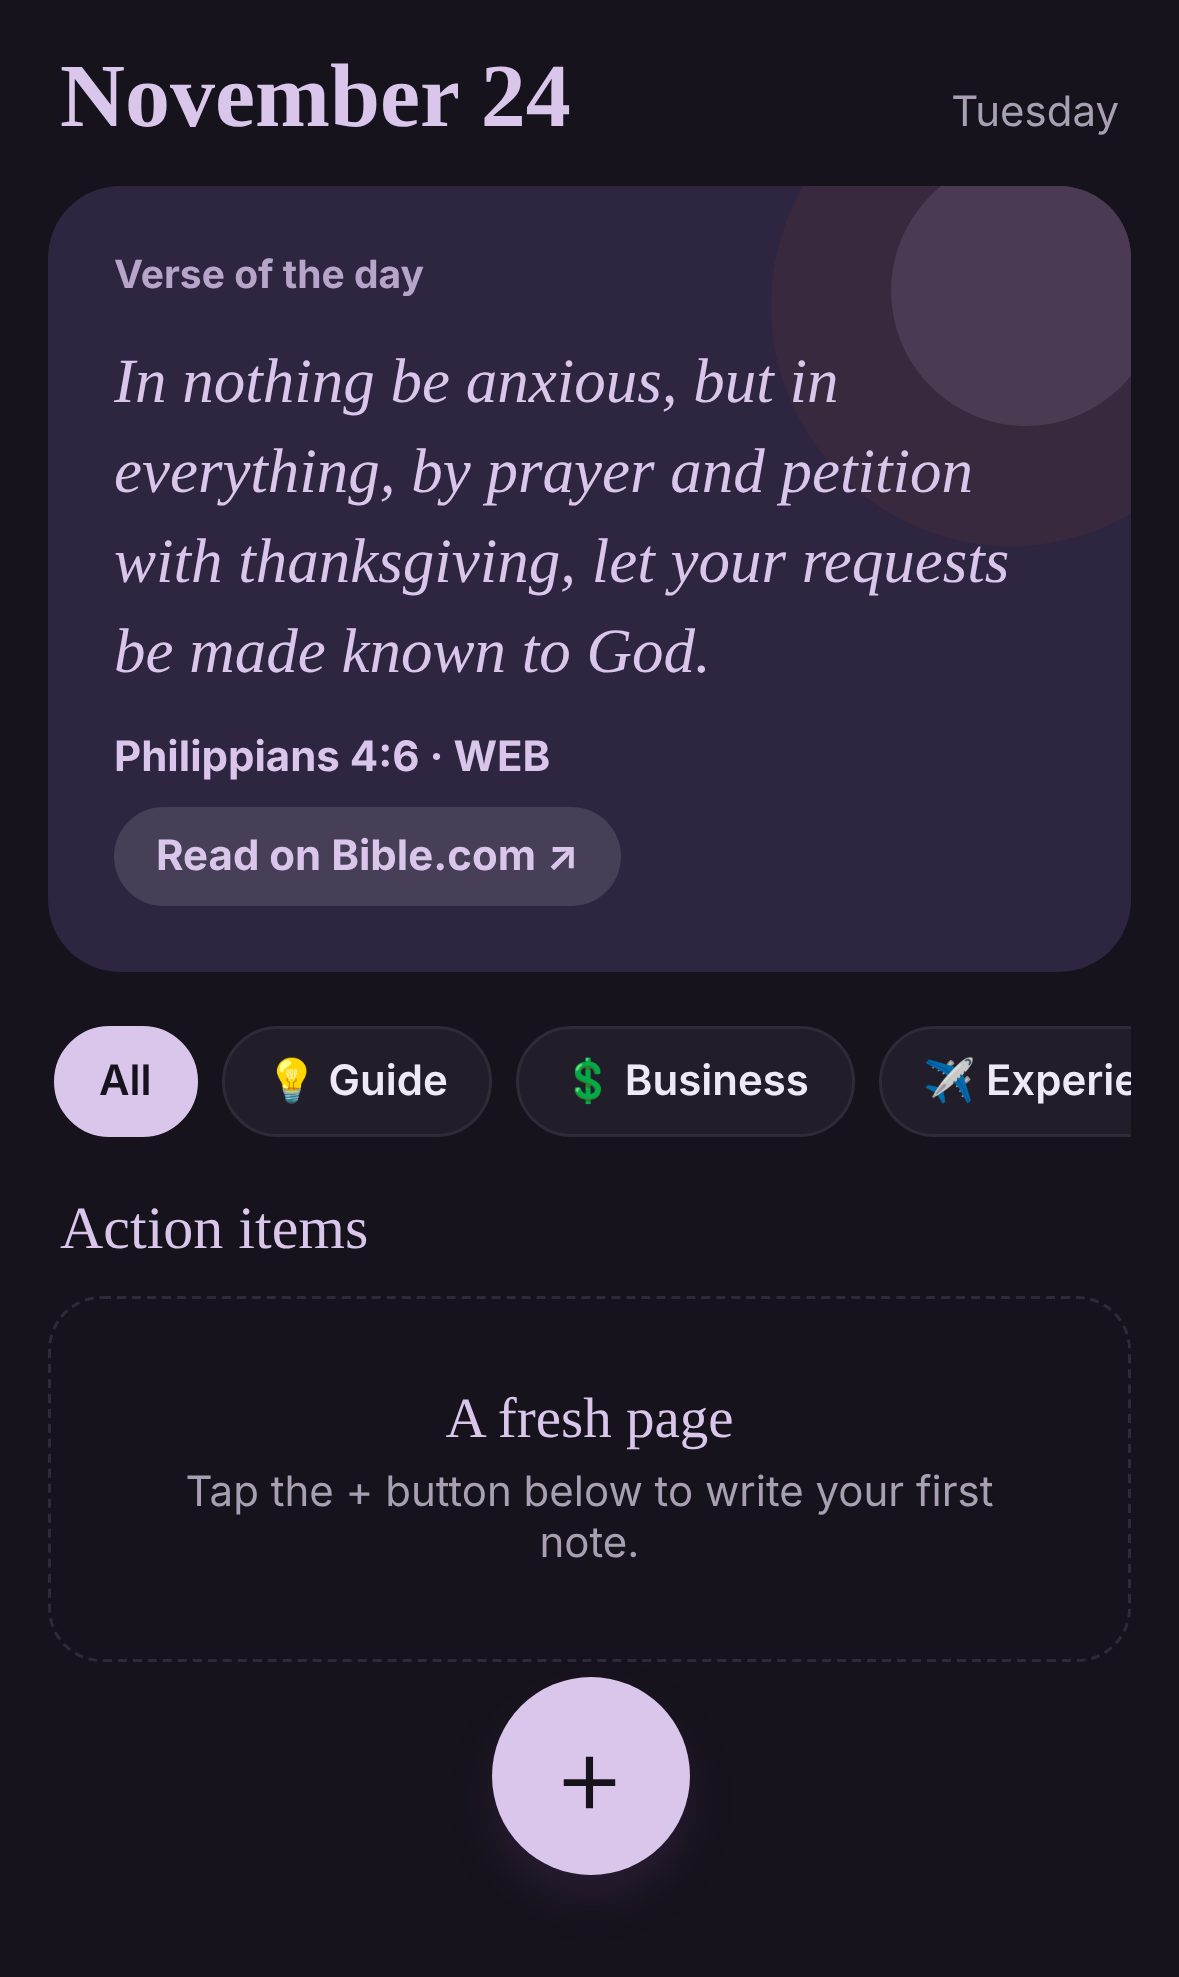 November 24
Tuesday
Verse of the day
In nothing be anxious, but in
everything, by prayer and petition
with thanksgiving, let your requests
be made known to God.
Philippians 4:6 · WEB
Read on Bible.com ↗
All
💡 Guide
💲 Business
✈️ Experie
Action items
A fresh page
Tap the + button below to write your first
note.
+